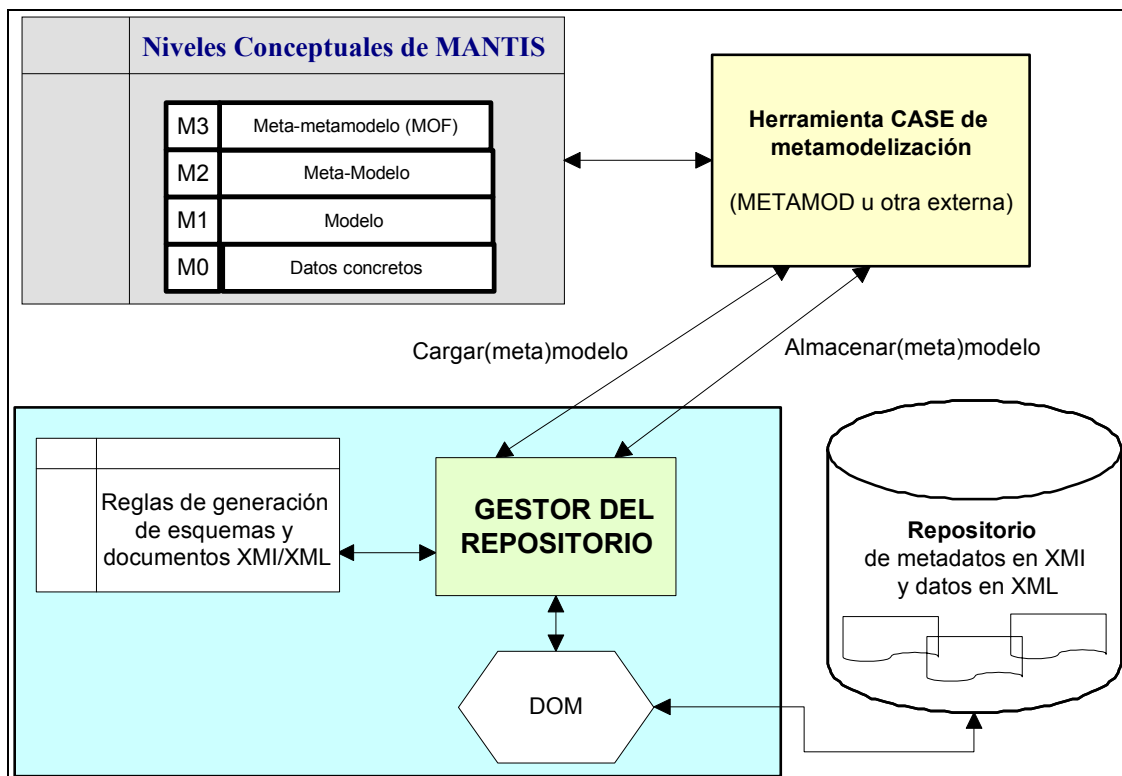 Niveles Conceptuales de MANTIS
M3 Meta-metamodelo (MOF)
M2 Meta-Modelo
M1 Modelo
M0 Datos concretos
Herramienta CASE de
metamodelización
(METAMOD u otra externa)
Cargar(meta)modelo
Almacenar(meta)modelo
Reglas de generación
de esquemas y
documentos XMI/XML
GESTOR DEL
REPOSITORIO
DOM
Repositorio
de metadatos en XMI
y datos en XML